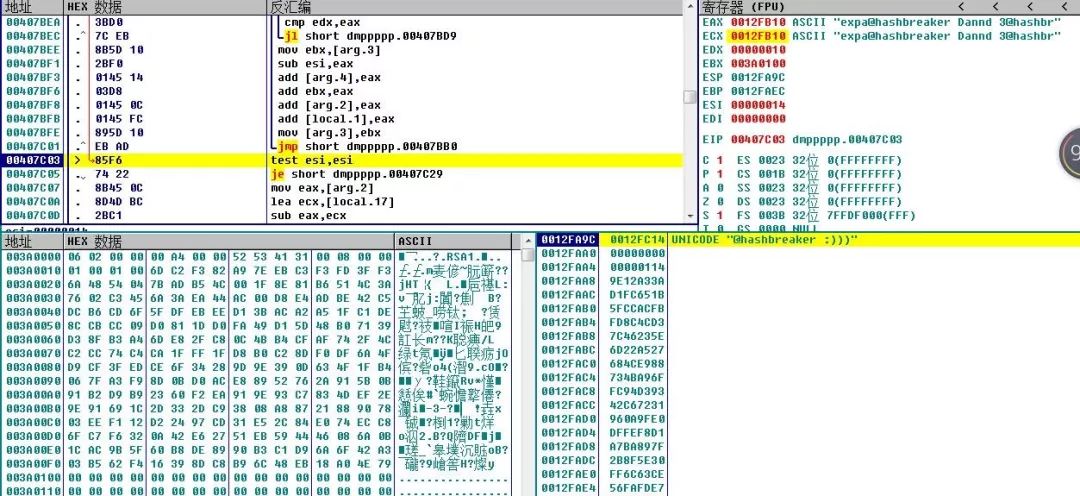 地址 HEX 数据 反汇编
00407BEA . 3BD0 cmp edx,eax
00407BEC .^ 7C EB jl short dmppppp.00407BD9
00407BEE . 8B5D 10 mov ebx,[arg.3]
00407BF1 . 2BF0 sub esi,eax
00407BF3 . 0145 14 add [arg.4],eax
00407BF6 . 03D8 add ebx,eax
00407BF8 . 0145 0C add [arg.2],eax
00407BFB . 0145 FC add [local.1],eax
00407BFE . 895D 10 mov [arg.3],ebx
00407C01 .^ EB AD jmp short dmppppp.00407BB0
00407C03 > 85F6 test esi,esi
00407C05 .v 74 22 je short dmppppp.00407C29
00407C07 . 8B45 0C mov eax,[arg.2]
00407C0A . 8D4D BC lea ecx,[local.17]
00407C0D . 2BC1 sub eax,ecx
esi=00000014
寄存器 (FPU) < < < <
EAX 0012FB10 ASCII "expa@hashbreaker Dannd 3@hashbr"
ECX 0012FB10 ASCII "expa@hashbreaker Dannd 3@hashbr"
EDX 00000010
EBX 003A0100
ESP 0012FA9C
EBP 0012FAEC
ESI 00000014
EDI 00000000
EIP 00407C03 dmppppp.00407C03
C 1 ES 0023 32位 0(FFFFFFFF)
P 1 CS 001B 32位 0(FFFFFFFF)
A 0 SS 0023 32位 0(FFFFFFFF)
Z 0 DS 0023 32位 0(FFFFFFFF)
S 1 FS 003B 32位 7FFDF000(FFF)
T 0 GS 0000 NULL
9
地址 HEX 数据 ASCII
003A0000 06 02 00 00 00 A4 00 00 52 53 41 31 00 08 00 00
003A0010 01 00 01 00 6D C2 F3 82 A9 7E EB C3 F3 FD 3F F3
003A0020 6A 48 54 04 7B AD B5 4C 00 1F 8E 81 B6 51 4C 3A
003A0030 76 02 C3 45 6A 3A EA 44 AC 00 D8 E4 AD BE 42 C5
003A0040 DC B6 CD 6F 5F DF EB EE D1 3B AC A2 A5 1F C1 DE
003A0050 8C CB BC CC 09 D0 81 1D D0 FA 49 D1 5D 48 B0 71 39
003A0060 D3 8F B3 A4 6D E8 2F C8 0C 4B B4 CF AF 74 2F 4C
003A0070 C2 CC 74 C4 CA 1F FF 1F D8 B0 C2 8D F0 DF 6A 4F
003A0080 D9 CF 3F ED CE 6F 34 28 9D 9E 39 0D 63 4F 1F B4
003A0090 06 7F A3 F9 8D 0B D0 AC E8 89 52 76 2A 91 5B 0B
003A00A0 91 B2 D9 B9 23 60 F2 EA 91 9E 93 C7 83 4D EF 2E
003A00B0 9E 91 69 1C 2D 33 2D C9 38 08 A8 87 21 88 90 78
003A00C0 03 EE F1 12 D2 24 97 CD 31 E5 2C 84 E0 74 EC C8
003A00D0 6F C7 F6 32 0A 42 E6 27 51 EB 59 44 46 08 6A 0B
003A00E0 1C AC 9B 5F 60 B8 DE 89 90 B3 C1 D9 6A 6F 42 A3
003A00F0 03 B5 62 F4 16 39 8D C8 B9 6C 48 EB 18 A0 4E 79
003A0100 00 00 00 00 00 00 00 00 00 00 00 00 00 00 00 00
003A0110 00 00 00 00 00 00 00 00 00 00 00 00 00 00 00 00
0012FA9C 0012FC14 UNICODE "@hashbreaker :)))"
0012FAA0 00000000
0012FAA4 00000114
0012FAA8 9E12A33A
0012FAAC D1FC651B
0012FAB0 5FCCACFB
0012FAB4 FD8C4CD3
0012FAB8 7C46235E
0012FABC 6D22A527
0012FAC0 684CE988
0012FAC4 734BA96F
0012FAC8 FC94D393
0012FACC 42C67231
0012FAD0 960A9FE0
0012FAD4 DFFEF8D1
0012FAD8 A7BA897F
0012FADC 2B8F5E30
0012FAE0 FF6C63CE
0012FAE4 56FAFDE7